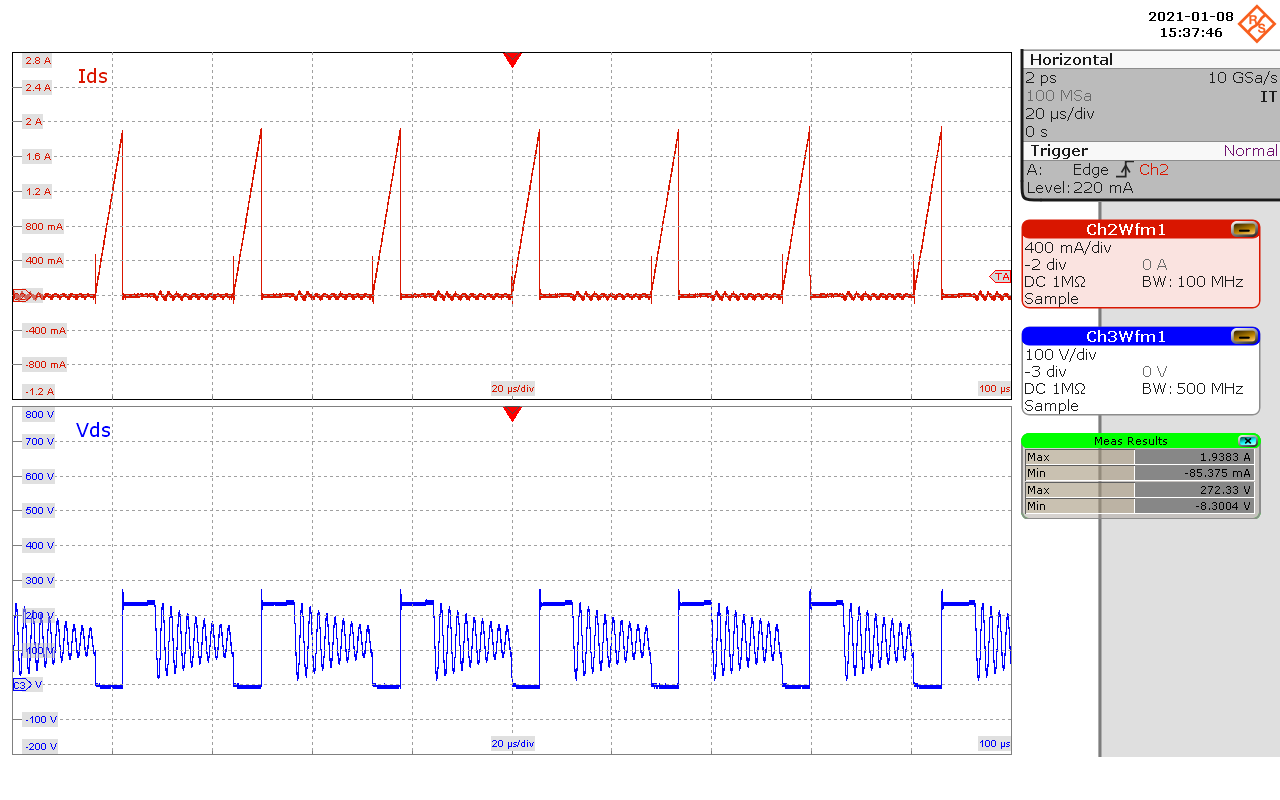 2021-01-08
15:37:46
R&S
2.8 A
Ids
2.4 A
2 A
1.6 A
1.2 A
800 mA
400 mA
A
TA
-400 mA
-800 mA
-1.2 A
20 µs/div
100 µs
800 V
Vds
700 V
600 V
500 V
400 V
300 V
200 V
100 V
C3
V
-100 V
-200 V
20 µs/div
100 µs
Horizontal
2 ps 10 GSa/s
100 MSa IT
20 µs/div
0 s
Trigger Normal
A: Edge Ch2
Level: 220 mA
Ch2Wfm1
400 mA/div
-2 div 0 A
DC 1MΩ BW: 100 MHz
Sample
Ch3Wfm1
100 V/div
-3 div 0 V
DC 1MΩ BW: 500 MHz
Sample
Meas Results
Max 1.9383 A
Min -85.375 mA
Max 272.33 V
Min -8.3004 V